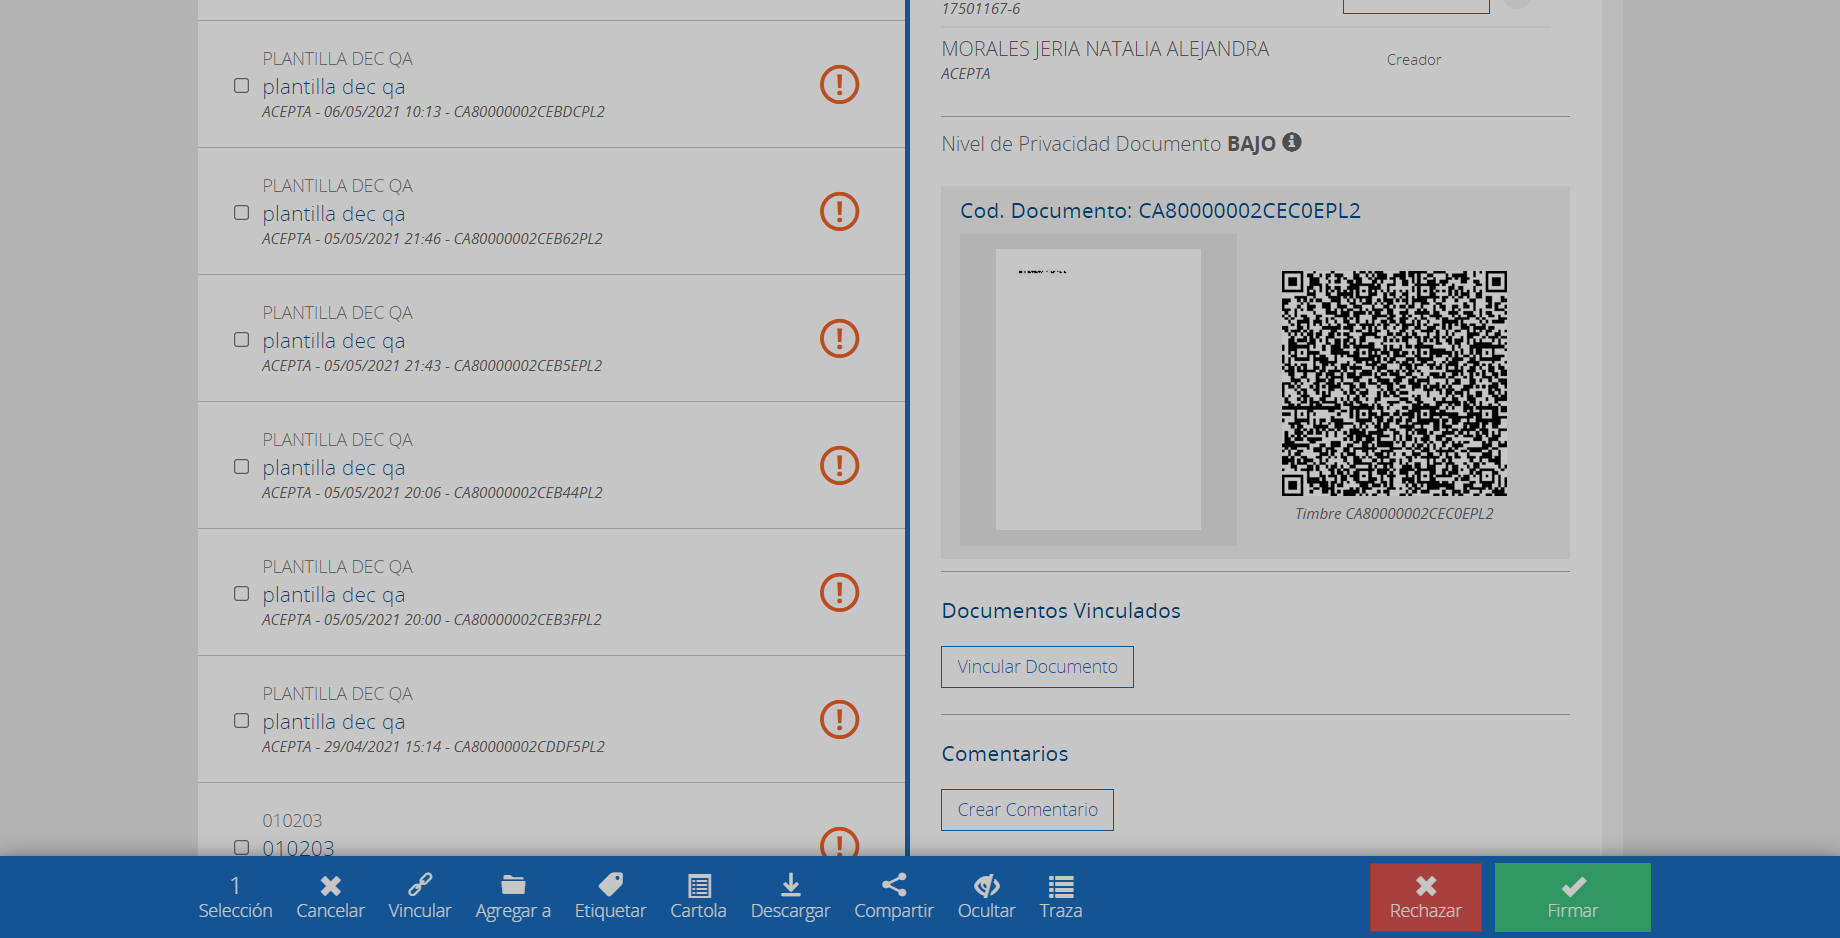 PLANTILLA DEC QA
plantilla dec qa
ACEPTA - 06/05/2021 10:13 - CA80000002CEBDCPL2
PLANTILLA DEC QA
plantilla dec qa
ACEPTA - 05/05/2021 21:46 - CA80000002CEB62PL2
PLANTILLA DEC QA
plantilla dec qa
ACEPTA - 05/05/2021 21:43 - CA80000002CEB5EPL2
PLANTILLA DEC QA
plantilla dec qa
ACEPTA - 05/05/2021 20:06 - CA80000002CEB44PL2
PLANTILLA DEC QA
plantilla dec qa
ACEPTA - 05/05/2021 20:00 - CA80000002CEB3FPL2
PLANTILLA DEC QA
plantilla dec qa
ACEPTA - 29/04/2021 15:14 - CA80000002CDDF5PL2
010203
010203
17501167-6
MORALES JERIA NATALIA ALEJANDRA
ACEPTA
Creador
Nivel de Privacidad Documento BAJO
Cod. Documento: CA80000002CEC0EPL2
Timbre CA80000002CEC0EPL2
Documentos Vinculados
Vincular Documento
Comentarios
Crear Comentario
1
Selección
Cancelar
Vincular
Agregar a
Etiquetar
Cartola
Descargar
Compartir
Ocultar
Traza
Rechazar
Firmar